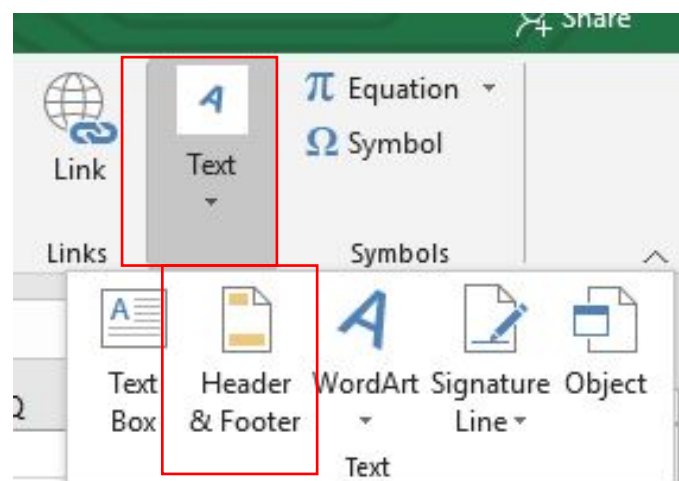 Share
Link
Text
π Equation
Ω Symbol
Links
Symbols
Q
Text Box
Header & Footer
WordArt
Signature Line
Object
Text